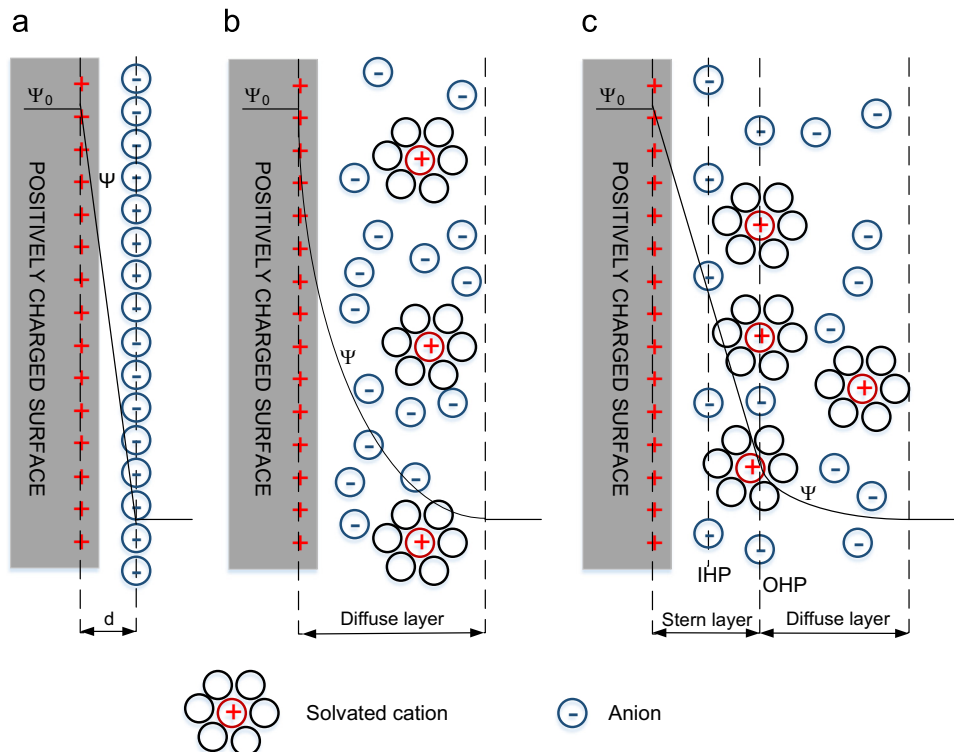 a
Ψ0
Ψ
POSITIVELY CHARGED SURFACE
d
b
Ψ0
Ψ
POSITIVELY CHARGED SURFACE
Diffuse layer
c
Ψ0
Ψ
POSITIVELY CHARGED SURFACE
IHP
OHP
Stern layer
Diffuse layer
Solvated cation
Anion